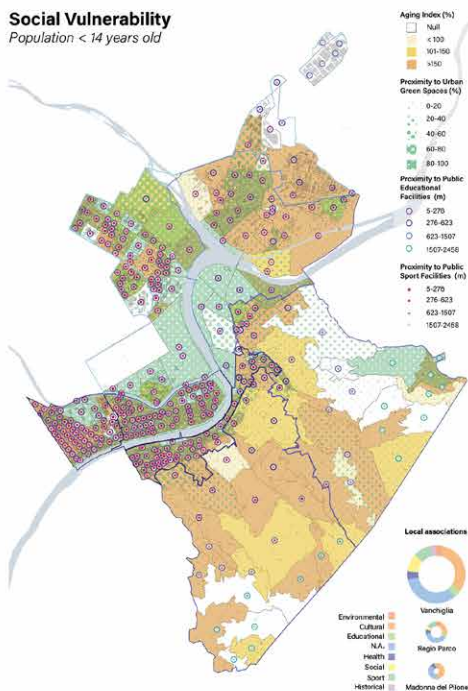 Social Vulnerability
Population < 14 years old
Aging Index (%)
Null
<100
101-150
>150
Proximity to Urban
Green Spaces (%)
0-20
20-40
40-60
60-80
80-100
Proximity to Public
Educational
Facilities (m)
5-276
276-623
623-1507
1507-2458
Proximity to Public
Sport Facilities (m)
5-276
276-623
623-1507
1507-2458
Local associations
Vanchiglia
Regio Parco
Madonna del Pilone
Environmental
Cultural
Educational
N.A.
Health
Social
Sport
Historical